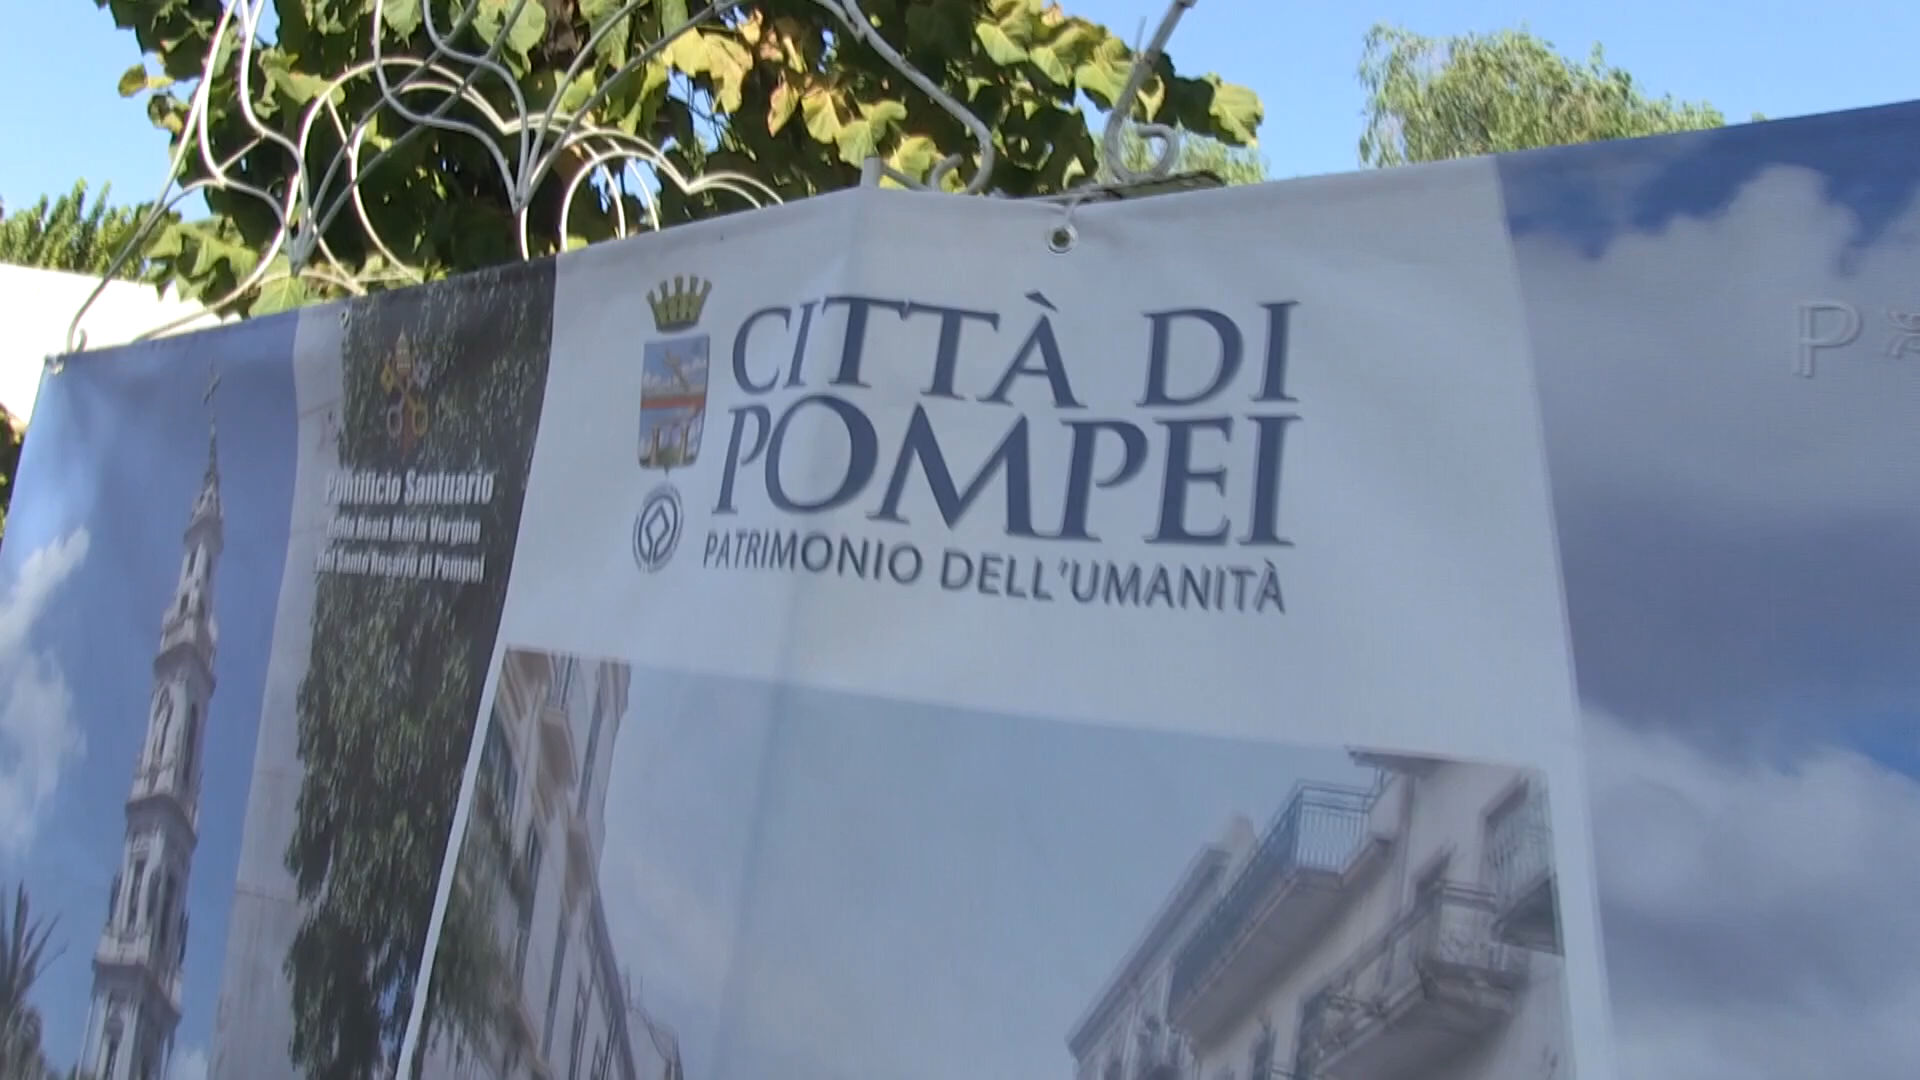 Pontificio Santuario
Della Beata Maria Vergine
del Santo Rosario di Pompei
CITTÀ DI
POMPEI
PATRIMONIO DELL'UMANITÀ
P